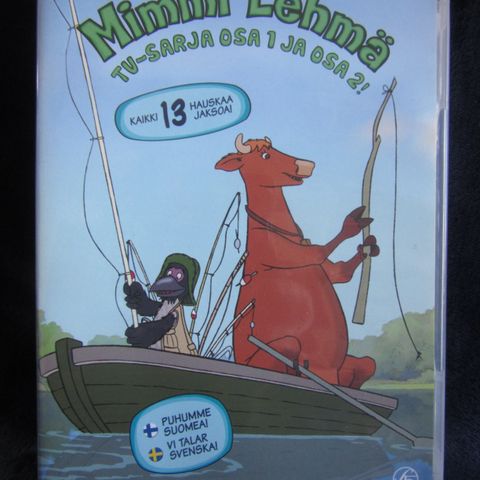 Mimmi Lehmä
TV-SARJA OSA 1 JA OSA 2!
KAIKKI 13 HAUSKAA JAKSOA!
PUHUMME SUOMEA!
VI TALAR SVENSKA!